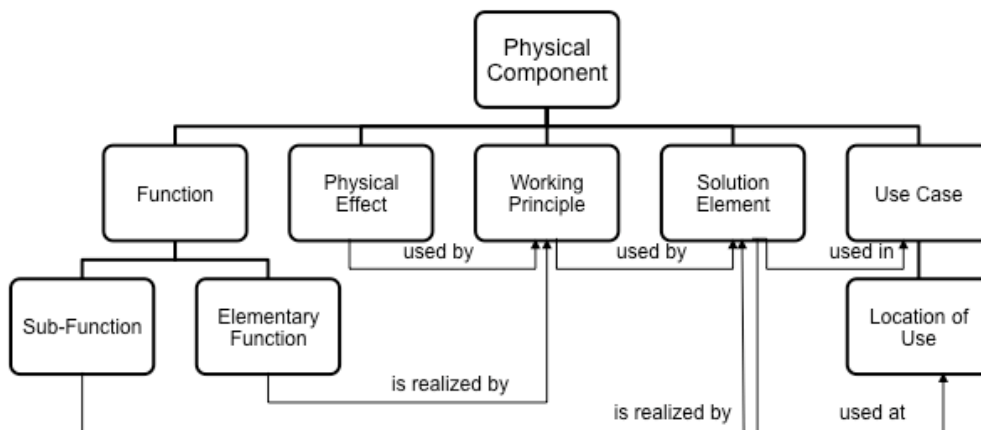 Physical
Component
Function
Physical
Effect
Working
Principle
Solution
Element
Use Case
used by
used by
used in
Sub-Function
Elementary
Function
Location of
Use
is realized by
is realized by
used at